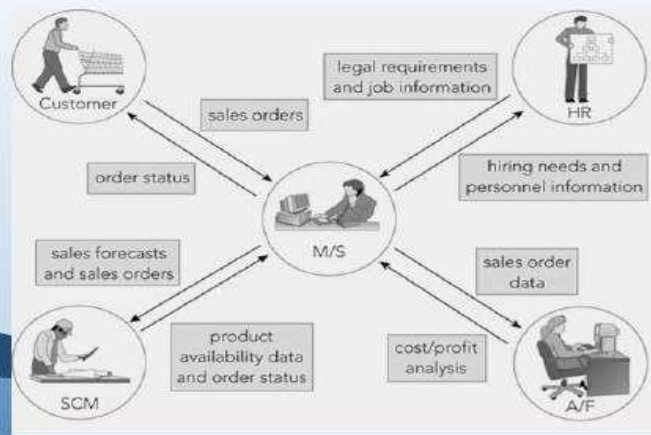 Customer
legal requirements
and job information
HR
sales orders
order status
hiring needs and
personnel information
M/S
sales forecasts
and sales orders
sales order
data
product
availability data
and order status
cost/profit
analysis
SCM
A/F